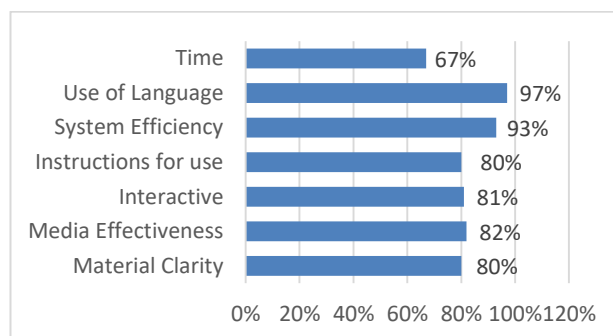 Time 67%
Use of Language 97%
System Efficiency 93%
Instructions for use 80%
Interactive 81%
Media Effectiveness 82%
Material Clarity 80%
0% 20% 40% 60% 80% 100%120%